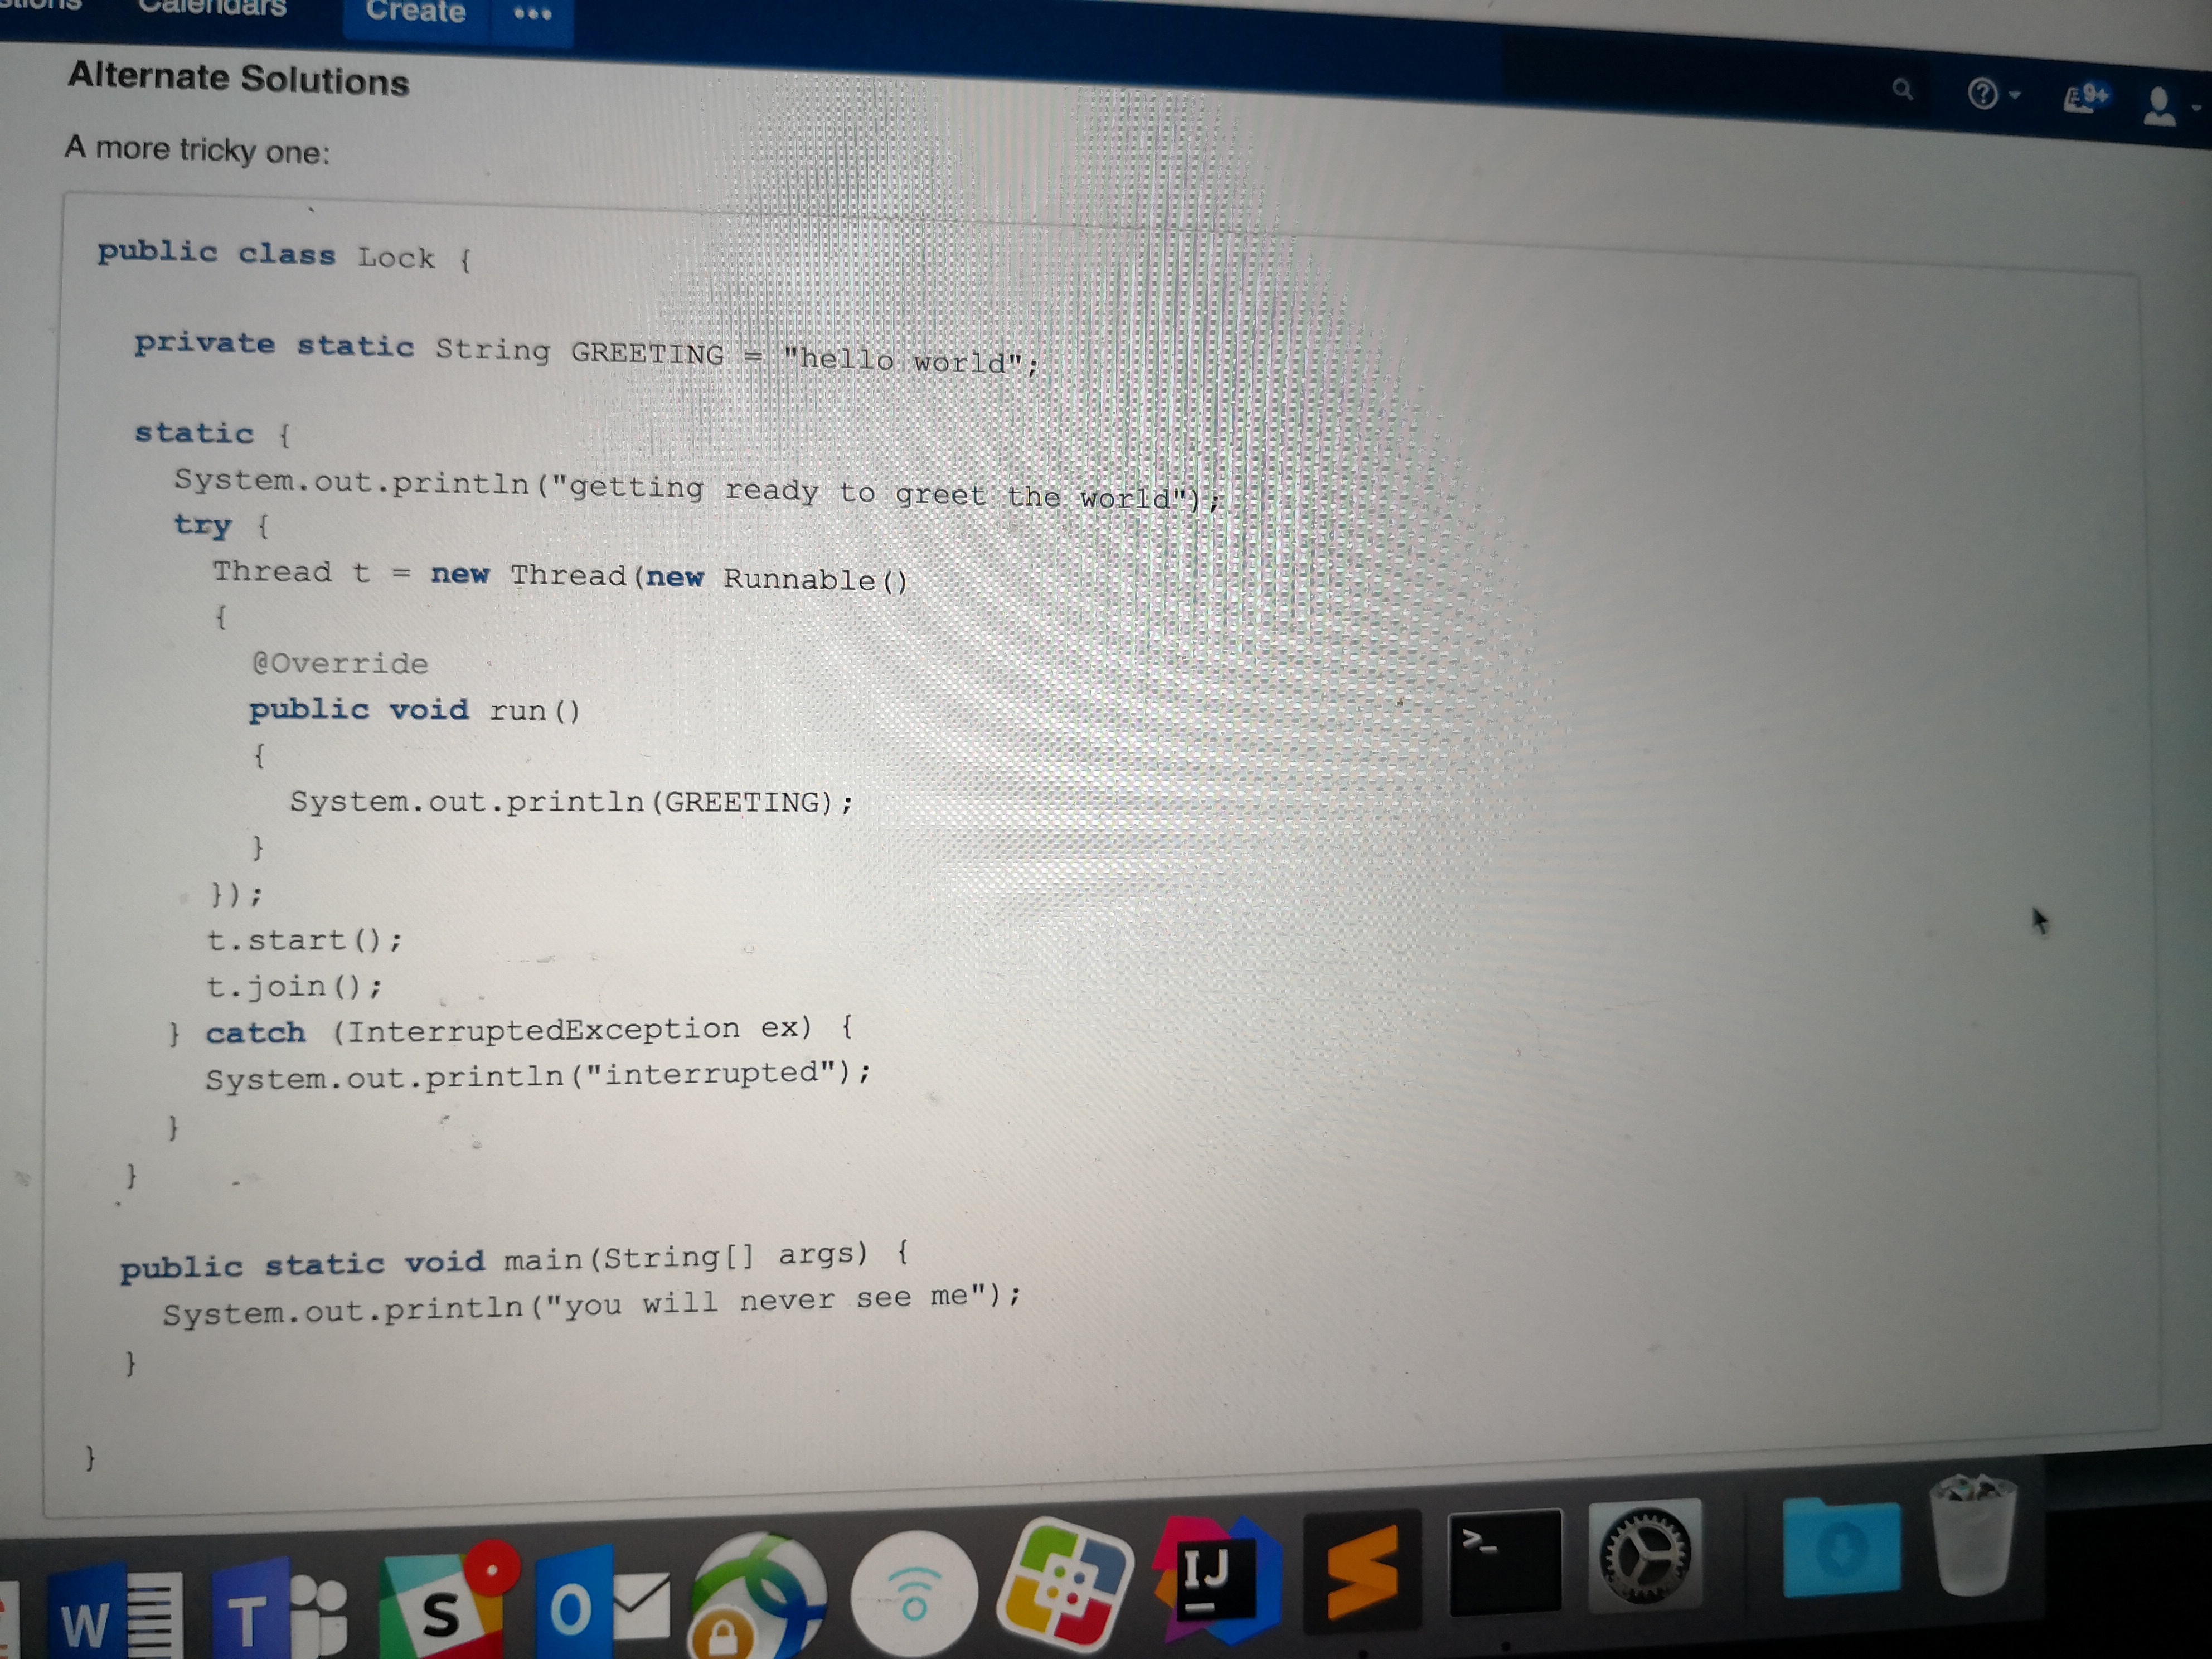 Calendars
Create
•••
Alternate Solutions
9+
A more tricky one:
public class Lock {
private static String GREETING = "hello world";
static {
System.out.println("getting ready to greet the world");
try {
Thread t = new Thread(new Runnable()
{
@Override
public void run()
{
System.out.println(GREETING);
}
});
t.start();
t.join();
} catch (InterruptedException ex) {
System.out.println("interrupted");
}
}
public static void main(String[] args) {
System.out.println("you will never see me");
}
}
W
T
S
O
IJ
>_